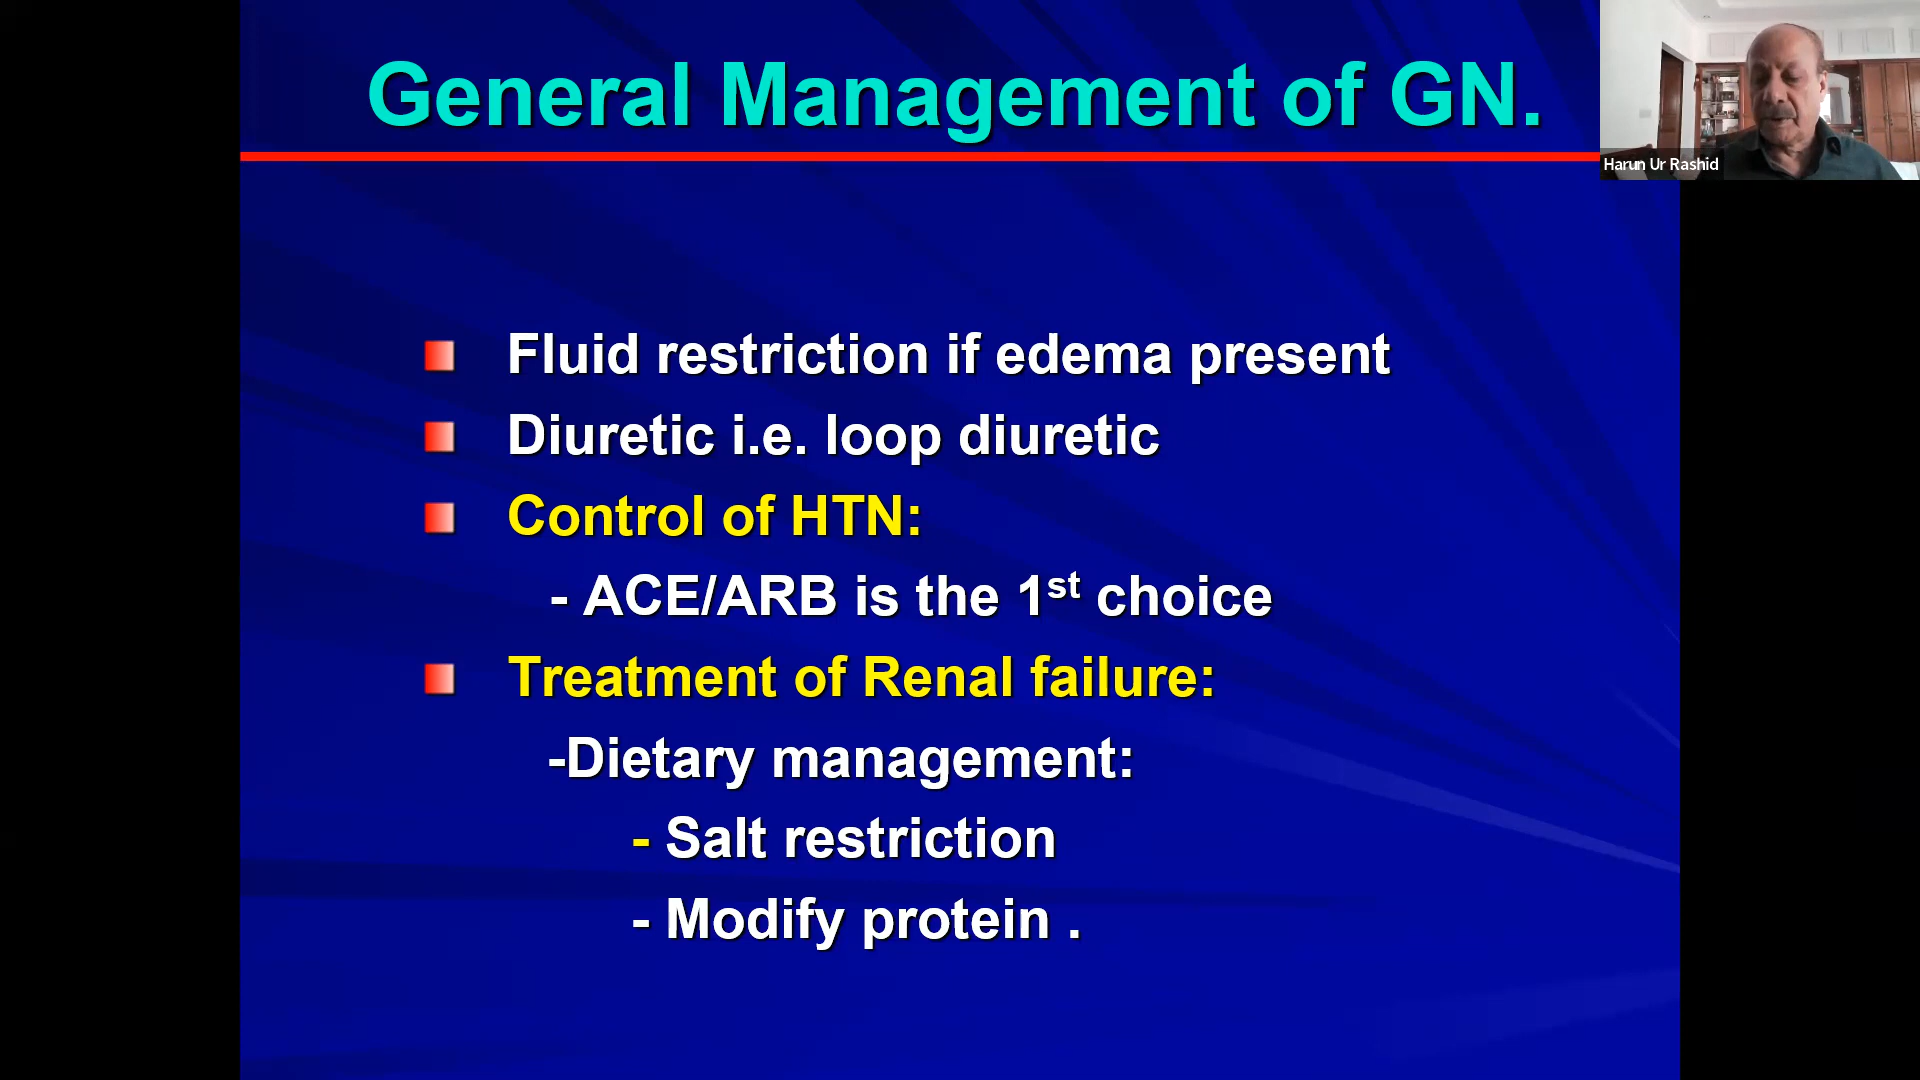 General Management of GN.
Harun Ur Rashid
Fluid restriction if edema present
Diuretic i.e. loop diuretic
Control of HTN:
- ACE/ARB is the 1st choice
Treatment of Renal failure:
-Dietary management:
- Salt restriction
- Modify protein .